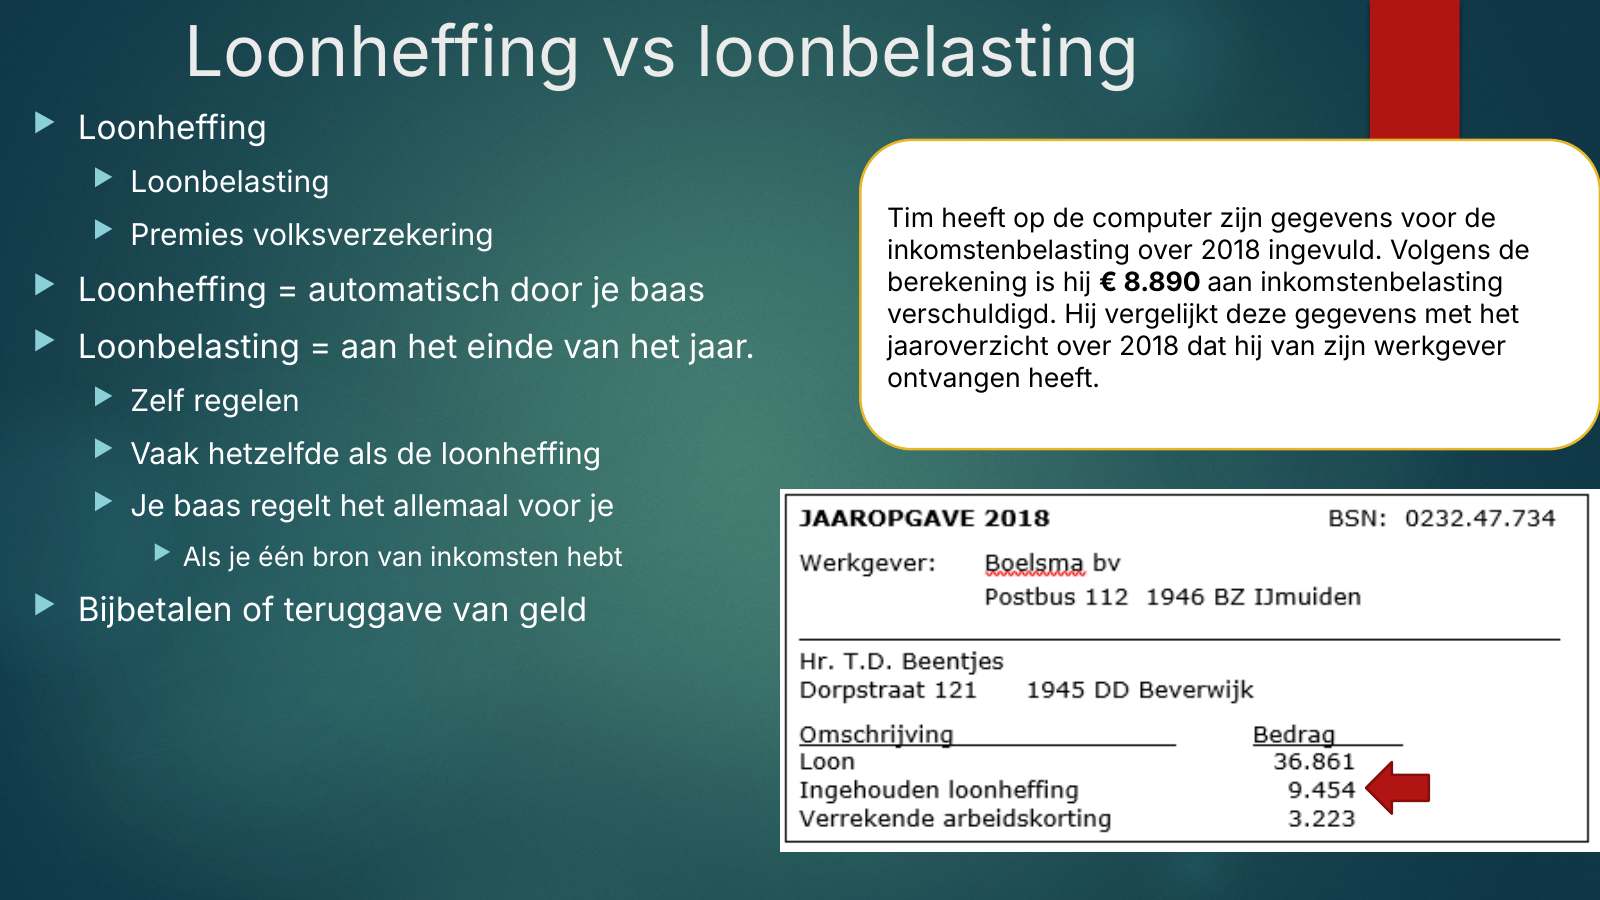 Loonheffing vs loonbelasting
Loonheffing
Loonbelasting
Premies volksverzekering
Loonheffing = automatisch door je baas
Loonbelasting = aan het einde van het jaar.
Zelf regelen
Vaak hetzelfde als de loonheffing
Je baas regelt het allemaal voor je
Als je één bron van inkomsten hebt
Bijbetalen of teruggave van geld
Tim heeft op de computer zijn gegevens voor de
inkomstenbelasting over 2018 ingevuld. Volgens de
berekening is hij € 8.890 aan inkomstenbelasting
verschuldigd. Hij vergelijkt deze gegevens met het
jaaroverzicht over 2018 dat hij van zijn werkgever
ontvangen heeft.
JAAROPGAVE 2018 BSN: 0232.47.734
Werkgever: Boelsma bv
Postbus 112 1946 BZ IJmuiden
Hr. T.D. Beentjes
Dorpstraat 121 1945 DD Beverwijk
Omschrijving Bedrag
Loon 36.861
Ingehouden loonheffing 9.454
Verrekende arbeidskorting 3.223